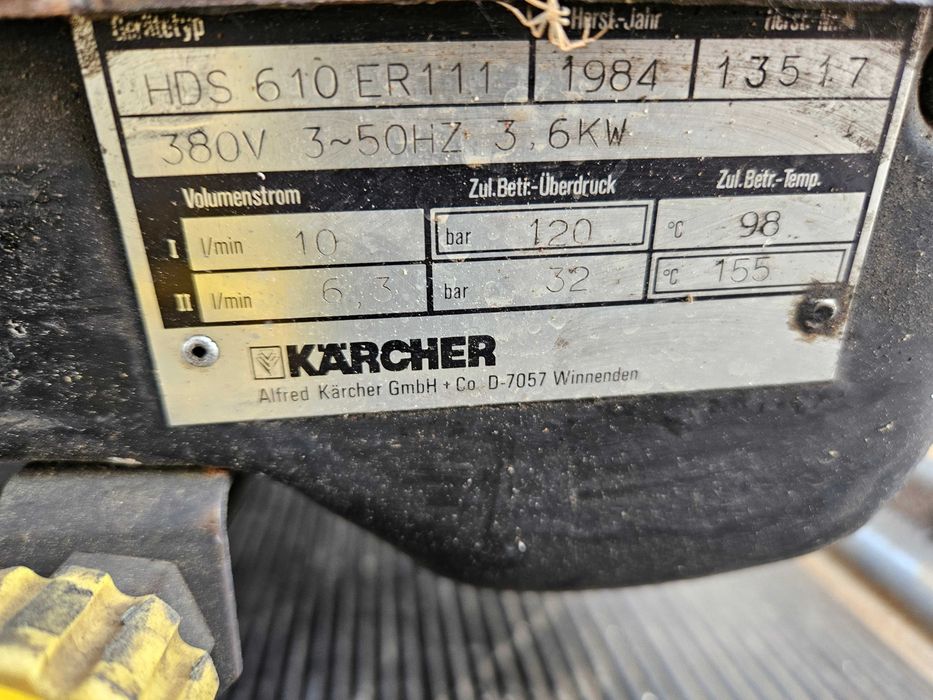 Gerätetyp Herst.-Jahr Herst.-Nr.
HDS 610 ER111 1984 13517
380V 3~50HZ 3,6KW
Volumenstrom Zul.Betr.-Überdruck Zul.Betr.-Temp.
I l/min 10 bar 120 °C 98
II l/min 6,3 bar 32 °C 155
KÄRCHER
Alfred Kärcher GmbH + Co D-7057 Winnenden